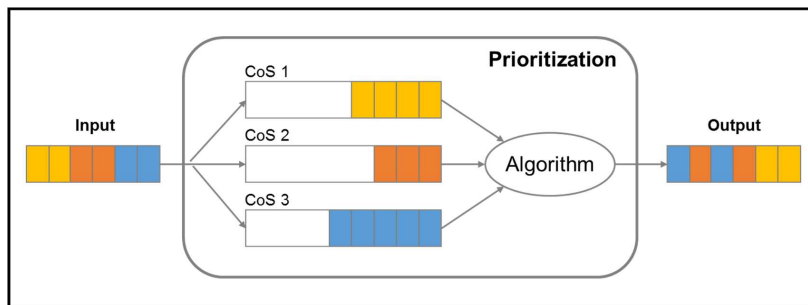 Prioritization
CoS 1
Input
CoS 2
Algorithm
Output
CoS 3